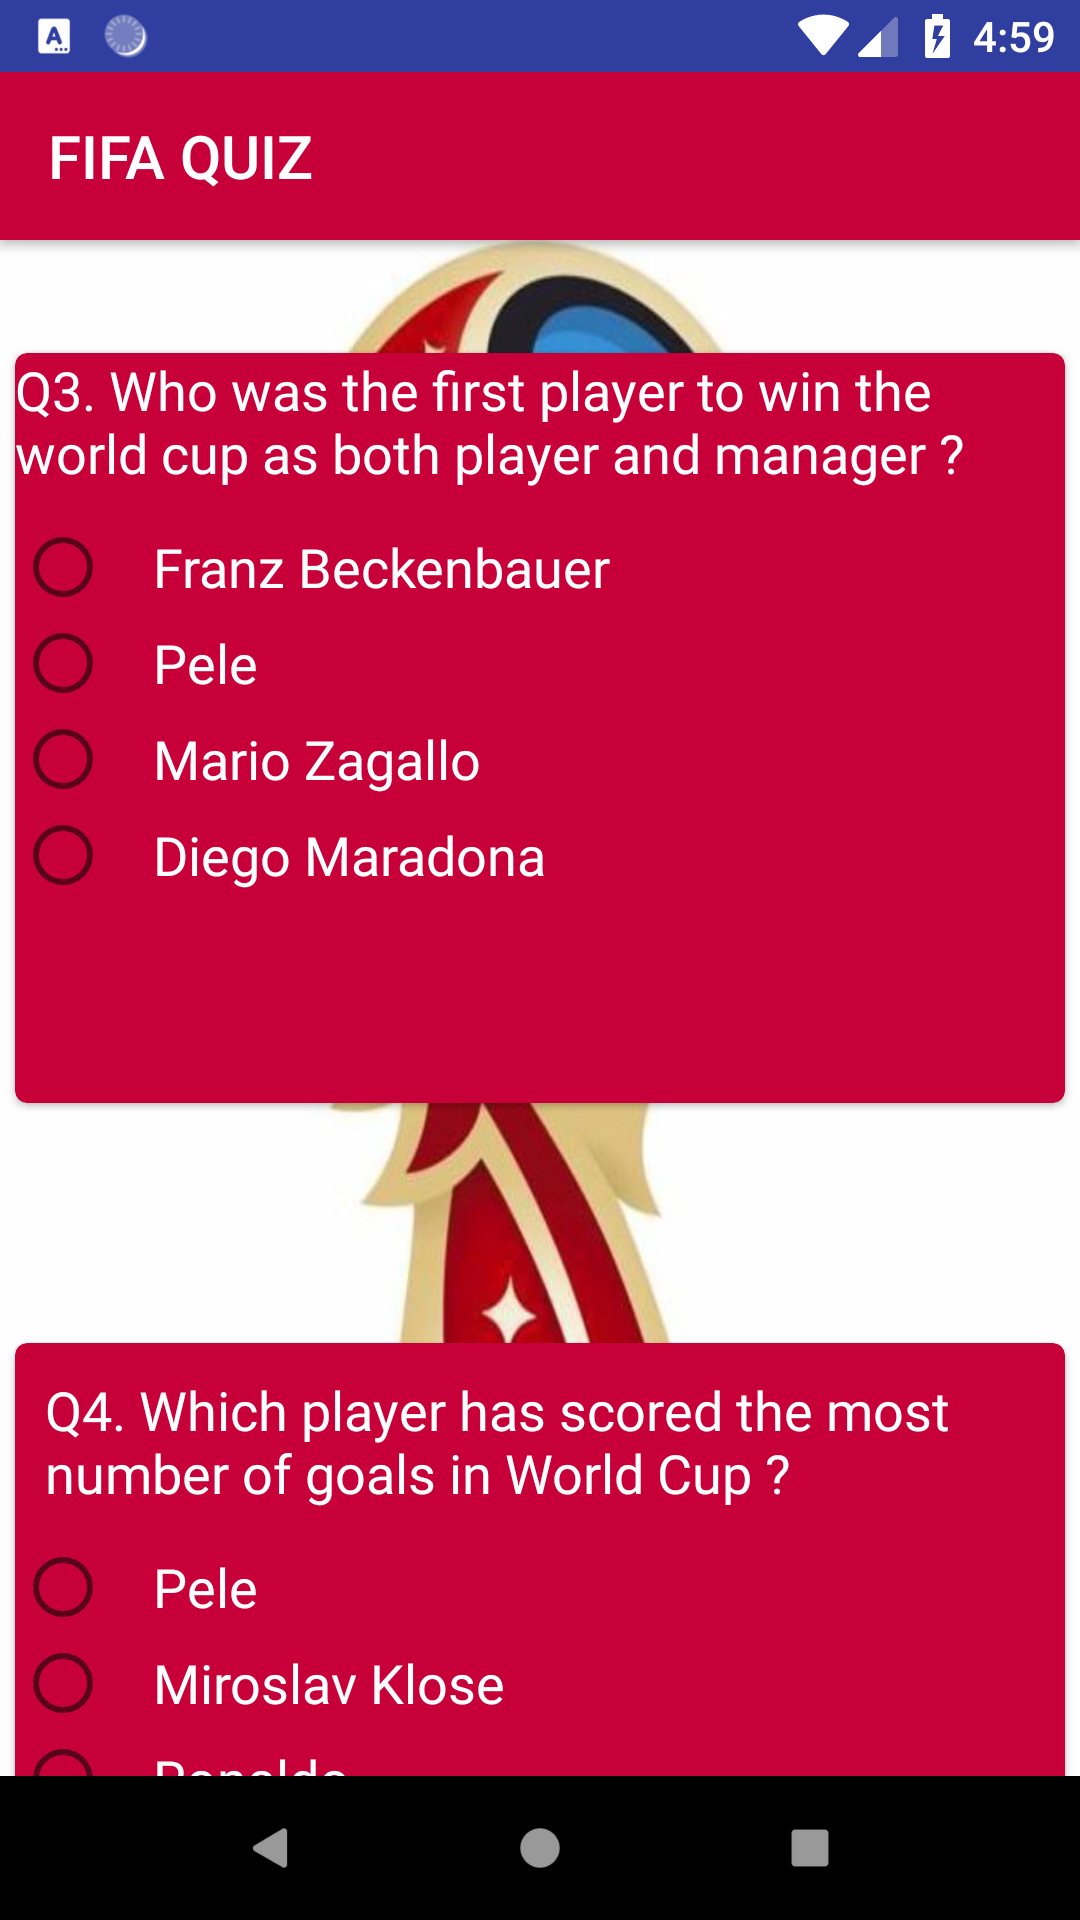 4:59
FIFA QUIZ
Q3. Who was the first player to win the
world cup as both player and manager ?
Franz Beckenbauer
Pele
Mario Zagallo
Diego Maradona
Q4. Which player has scored the most
number of goals in World Cup ?
Pele
Miroslav Klose
Ronaldo